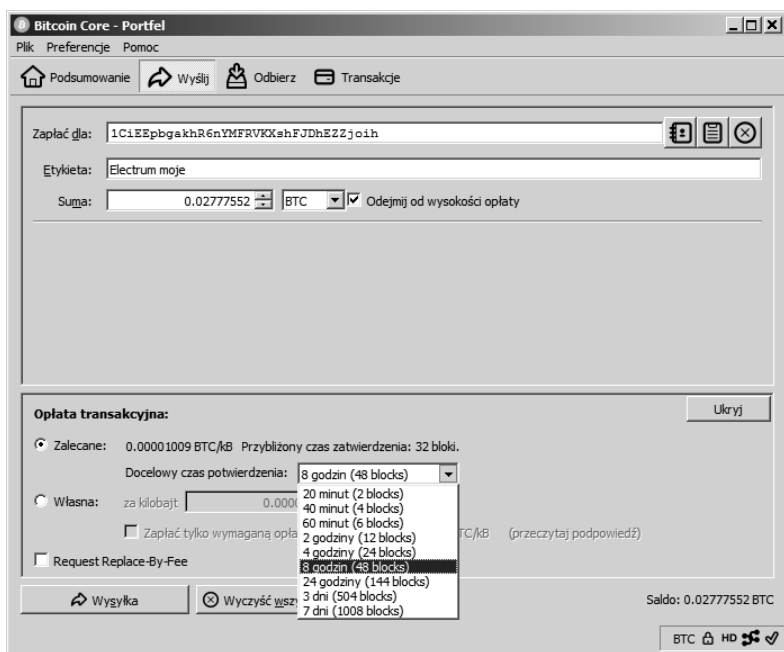 Bitcoin Core - Portfel
Plik Preferencje Pomoc
Podsumowanie Wyślij Odbierz Transakcje
Zapłać dla: 1CiEEpbgakhR6nYMFRVKXshFJDhEZZjoih
Etykieta: Electrum moje
Suma: 0.02777552 BTC Odejmij od wysokości opłaty
Opłata transakcyjna: Ukryj
Zalecane: 0.00001009 BTC/kB Przybliżony czas zatwierdzenia: 32 bloki.
Docelowy czas potwierdzenia: 8 godzin (48 blocks)
20 minut (2 blocks)
Własna: za kilobajt 0.000
40 minut (4 blocks)
60 minut (6 blocks)
Zapłać tylko wymaganą opła TC/kB (przeczytaj podpowiedź)
2 godziny (12 blocks)
4 godziny (24 blocks)
Request Replace-By-Fee 8 godzin (48 blocks)
24 godziny (144 blocks)
3 dni (504 blocks)
Wysyłka Wyczyść wszy Saldo: 0.02777552 BTC
7 dni (1008 blocks)
BTC HD